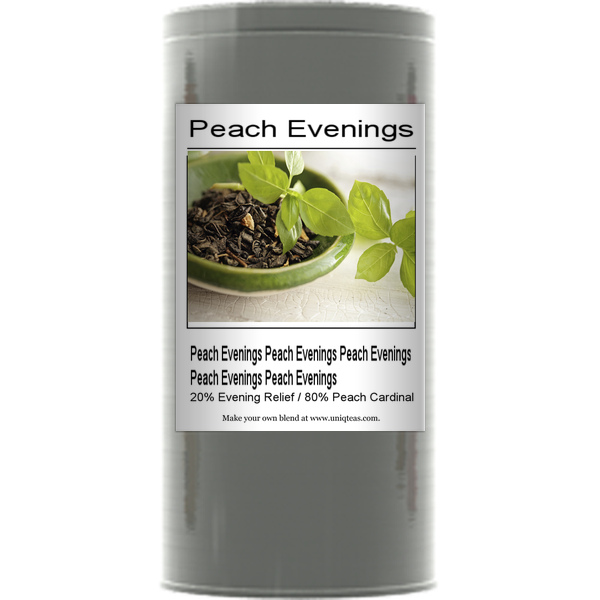 Peach Evenings
Peach Evenings Peach Evenings Peach Evenings
Peach Evenings Peach Evenings
20% Evening Relief / 80% Peach Cardinal
Make your own blend at www.uniqteas.com.